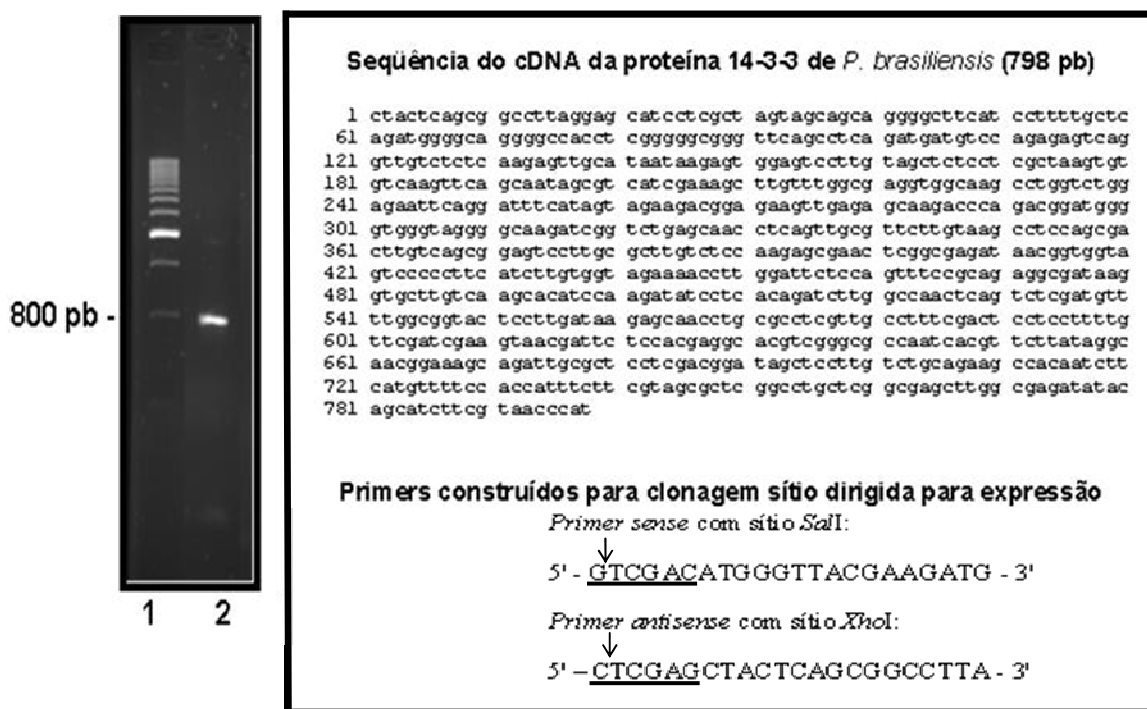 800 pb -
1 2
Seqüência do cDNA da proteína 14-3-3 de P. brasiliensis (798 pb)
1 ctactcagcg gccttaggag catcctcgct agtagcagca ggggcttcat ccttttgctc
61 agatggggca ggggccacct cgggggcggg ttcagcctca gatgatgtcc agagagtcag
121 gttgtctctc aagagttgca taataagagt ggagtccttg tagctctcct cgctaagtgt
181 gtcaagttca gcaatagcgt catcgaaagc ttgtttggcg aggtggcaag cctggtctgg
241 agaattcagg atttcatagt agaagacgga gaagttgaga gcaagaccca gacggatggg
301 gtgggtaggg gcaagatcgg tctgagcaac ctcagttgcg ttcttgtaag cctccagcga
361 cttgtcagcg gagtccttgc gcttgtctcc aagagcgaac tcggcgagat aacggtggta
421 gtcccccttc atcttgtggt agaaaacctt ggattctcca gtttccgcag aggcgataag
481 gtgcttgtca agcacatcca agatatcctc acagatcttg gccaactcag tctcgatgtt
541 ttggcggtac tccttgataa gagcaacctg cgcctcgttg cctttcgact cctccttttg
601 ttcgatcgaa gtaacgattc tccacgaggc acgtcgggcg ccaatcacgt tcttataggc
661 aacggaaagc agattgcgct cctcgacgga tagctccttg tctgcagaag ccacaatctt
721 catgttttcc accatttctt cgtagcgctc ggcctgctcg gcgagcttgg cgagatatac
781 agcatcttcg taacccat
Primers construídos para clonagem sítio dirigida para expressão
Primer sense com sítio SalI:
5' - GTCGACATGGGTTACGAAGATG - 3'
Primer antisense com sítio XhoI:
5' – CTCGAGCTACTCAGCGGCCTTA - 3'